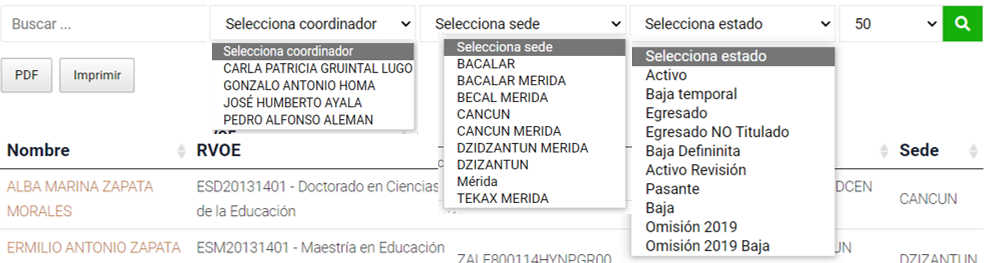 Buscar ...
Selecciona coordinador
Selecciona sede
Selecciona estado
50
Selecciona coordinador
CARLA PATRICIA GRUINTAL LUGO
GONZALO ANTONIO HOMA
JOSÉ HUMBERTO AYALA
PEDRO ALFONSO ALEMAN
Selecciona sede
BACALAR
BACALAR MERIDA
BECAL MERIDA
CANCUN
CANCUN MERIDA
DZIDZANTUN MERIDA
DZIZANTUN
Mérida
TEKAX MERIDA
Selecciona estado
Activo
Baja temporal
Egresado
Egresado NO Titulado
Baja Defininita
Activo Revisión
Pasante
Baja
Omisión 2019
Omisión 2019 Baja
PDF
Imprimir
Nombre
RVOE
Sede
ALBA MARINA ZAPATA
MORALES
ESD20131401 - Doctorado en Ciencias
de la Educación
DCEN
CANCUN
ERMILIO ANTONIO ZAPATA
ESM20131401 - Maestría en Educación
ZALE800114HYNPGR00
UN
DZIZANTUN